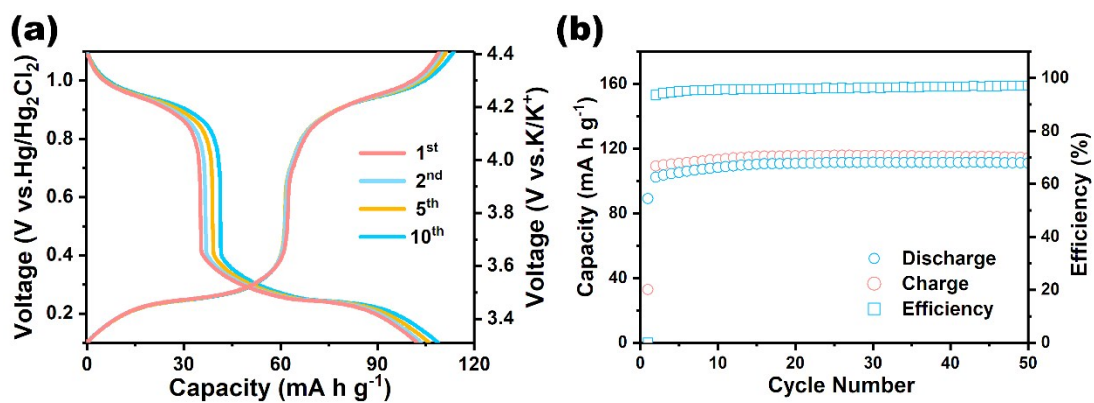 (a)
Voltage (V vs.Hg/Hg₂Cl₂)
1.0
0.8
0.6
0.4
0.2
1ˢᵗ
2ⁿᵈ
5ᵗʰ
10ᵗʰ
4.4
4.2
4.0
3.8
3.6
3.4
Voltage (V vs.K/K⁺)
0 30 60 90 120
Capacity (mA h g⁻¹)
(b)
Capacity (mA h g⁻¹)
160
120
80
40
0
Discharge
Charge
Efficiency
100
80
60
40
20
0
Efficiency (%)
0 10 20 30 40 50
Cycle Number